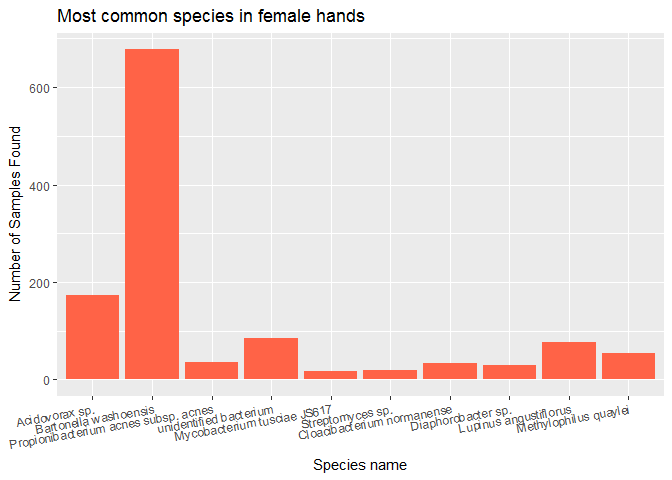 Most common species in female hands
Number of Samples Found
600
400
200
0
Acidovorax sp.
Bartonella washoensis
Propionibacterium acnes subsp. acnes
unidentified bacterium
Mycobacterium tusciae JS617
Streptomyces sp.
Cloacibacterium normanense
Diaphorobacter sp.
Lupinus angustiflorus
Methylophilus quaylei
Species name